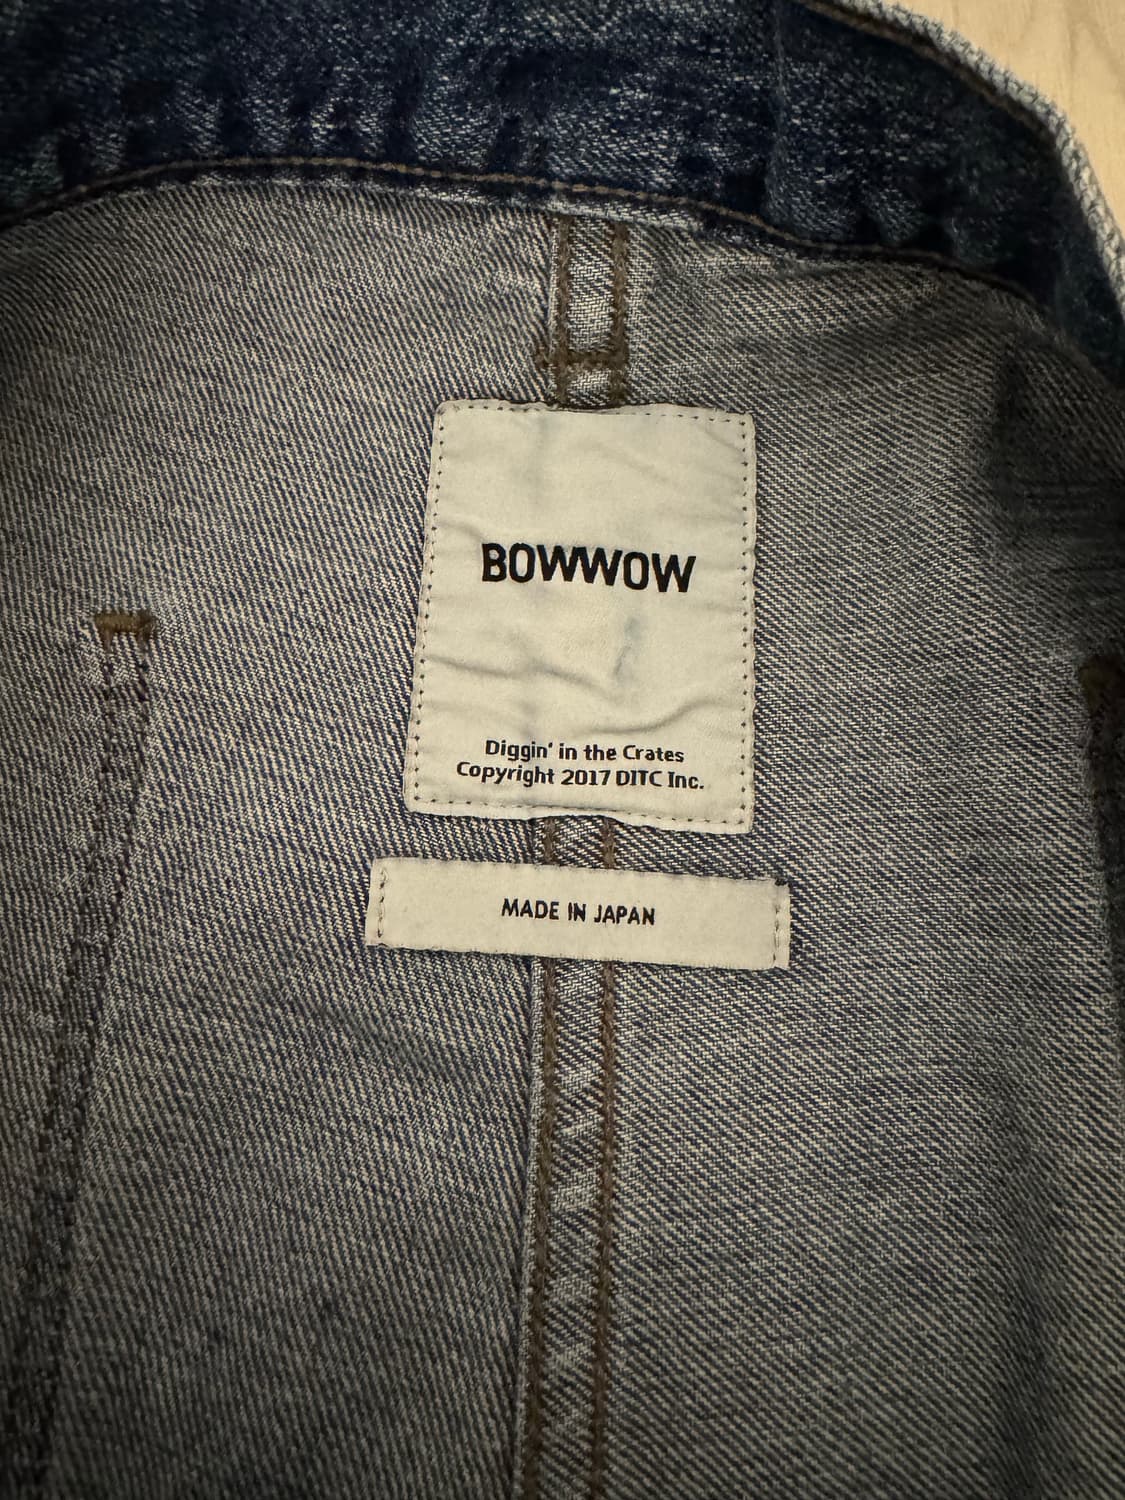 BOWWOW
Diggin' in the Crates
Copyright 2017 DITC Inc.
MADE IN JAPAN